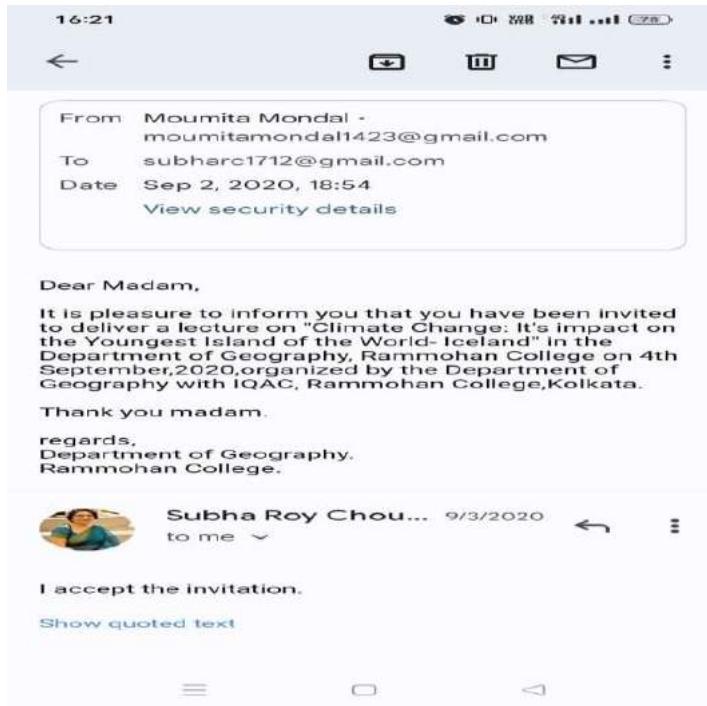 16:21
78
From Moumita Mondal -
moumitamondal1423@gmail.com
To subharc1712@gmail.com
Date Sep 2, 2020, 18:54
View security details
Dear Madam,
It is pleasure to inform you that you have been invited
to deliver a lecture on "Climate Change: It's impact on
the Youngest Island of the World- Iceland" in the
Department of Geography, Rammohan College on 4th
September,2020,organized by the Department of
Geography with IQAC, Rammohan College,Kolkata.
Thank you madam.
regards,
Department of Geography.
Rammohan College.
Subha Roy Chou... 9/3/2020
to me
I accept the invitation.
Show quoted text